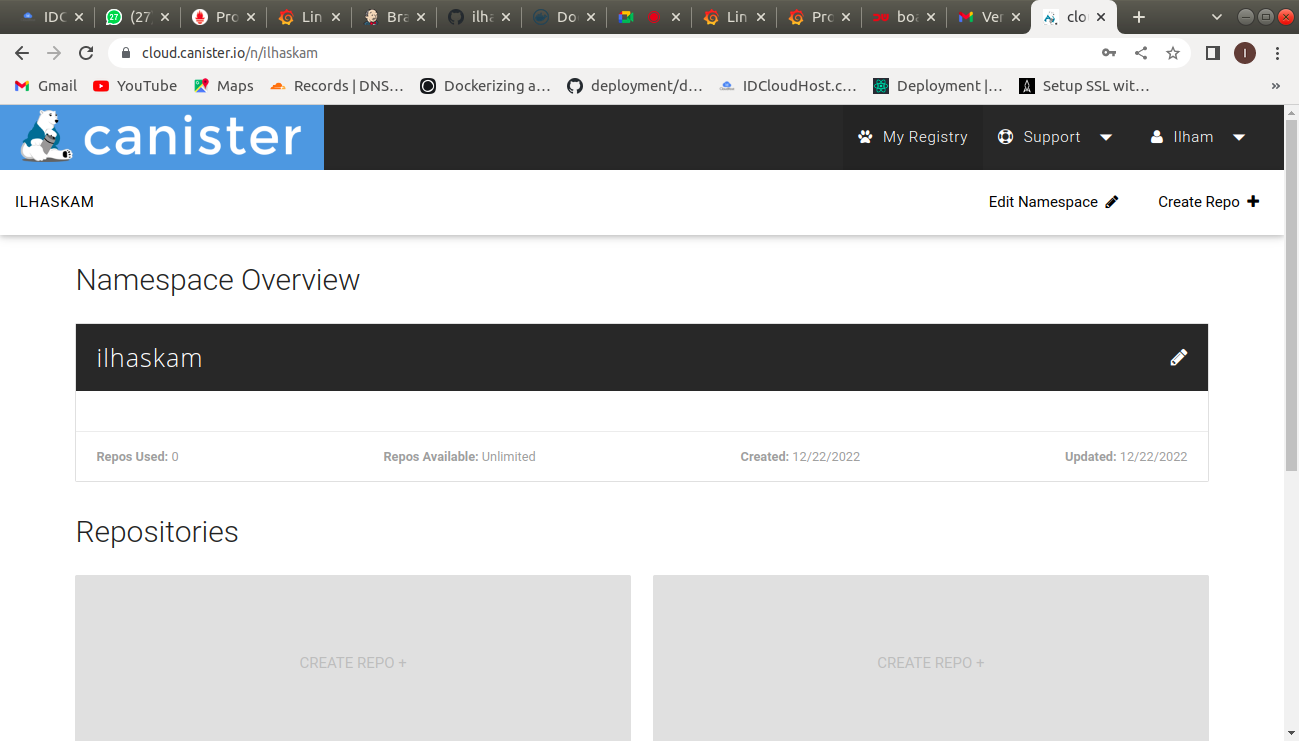 IDC (27 Pro Lin Bra ilha Do Lin Pro boa Ver clo
cloud.canister.io/n/ilhaskam I
Gmail YouTube Maps Records | DNS... Dockerizing a... deployment/d... IDCloudHost.c... Deployment |... Setup SSL wit... »
canister My Registry Support Ilham
ILHASKAM Edit Namespace Create Repo
Namespace Overview
ilhaskam
Repos Used: 0 Repos Available: Unlimited Created: 12/22/2022 Updated: 12/22/2022
Repositories
CREATE REPO + CREATE REPO +